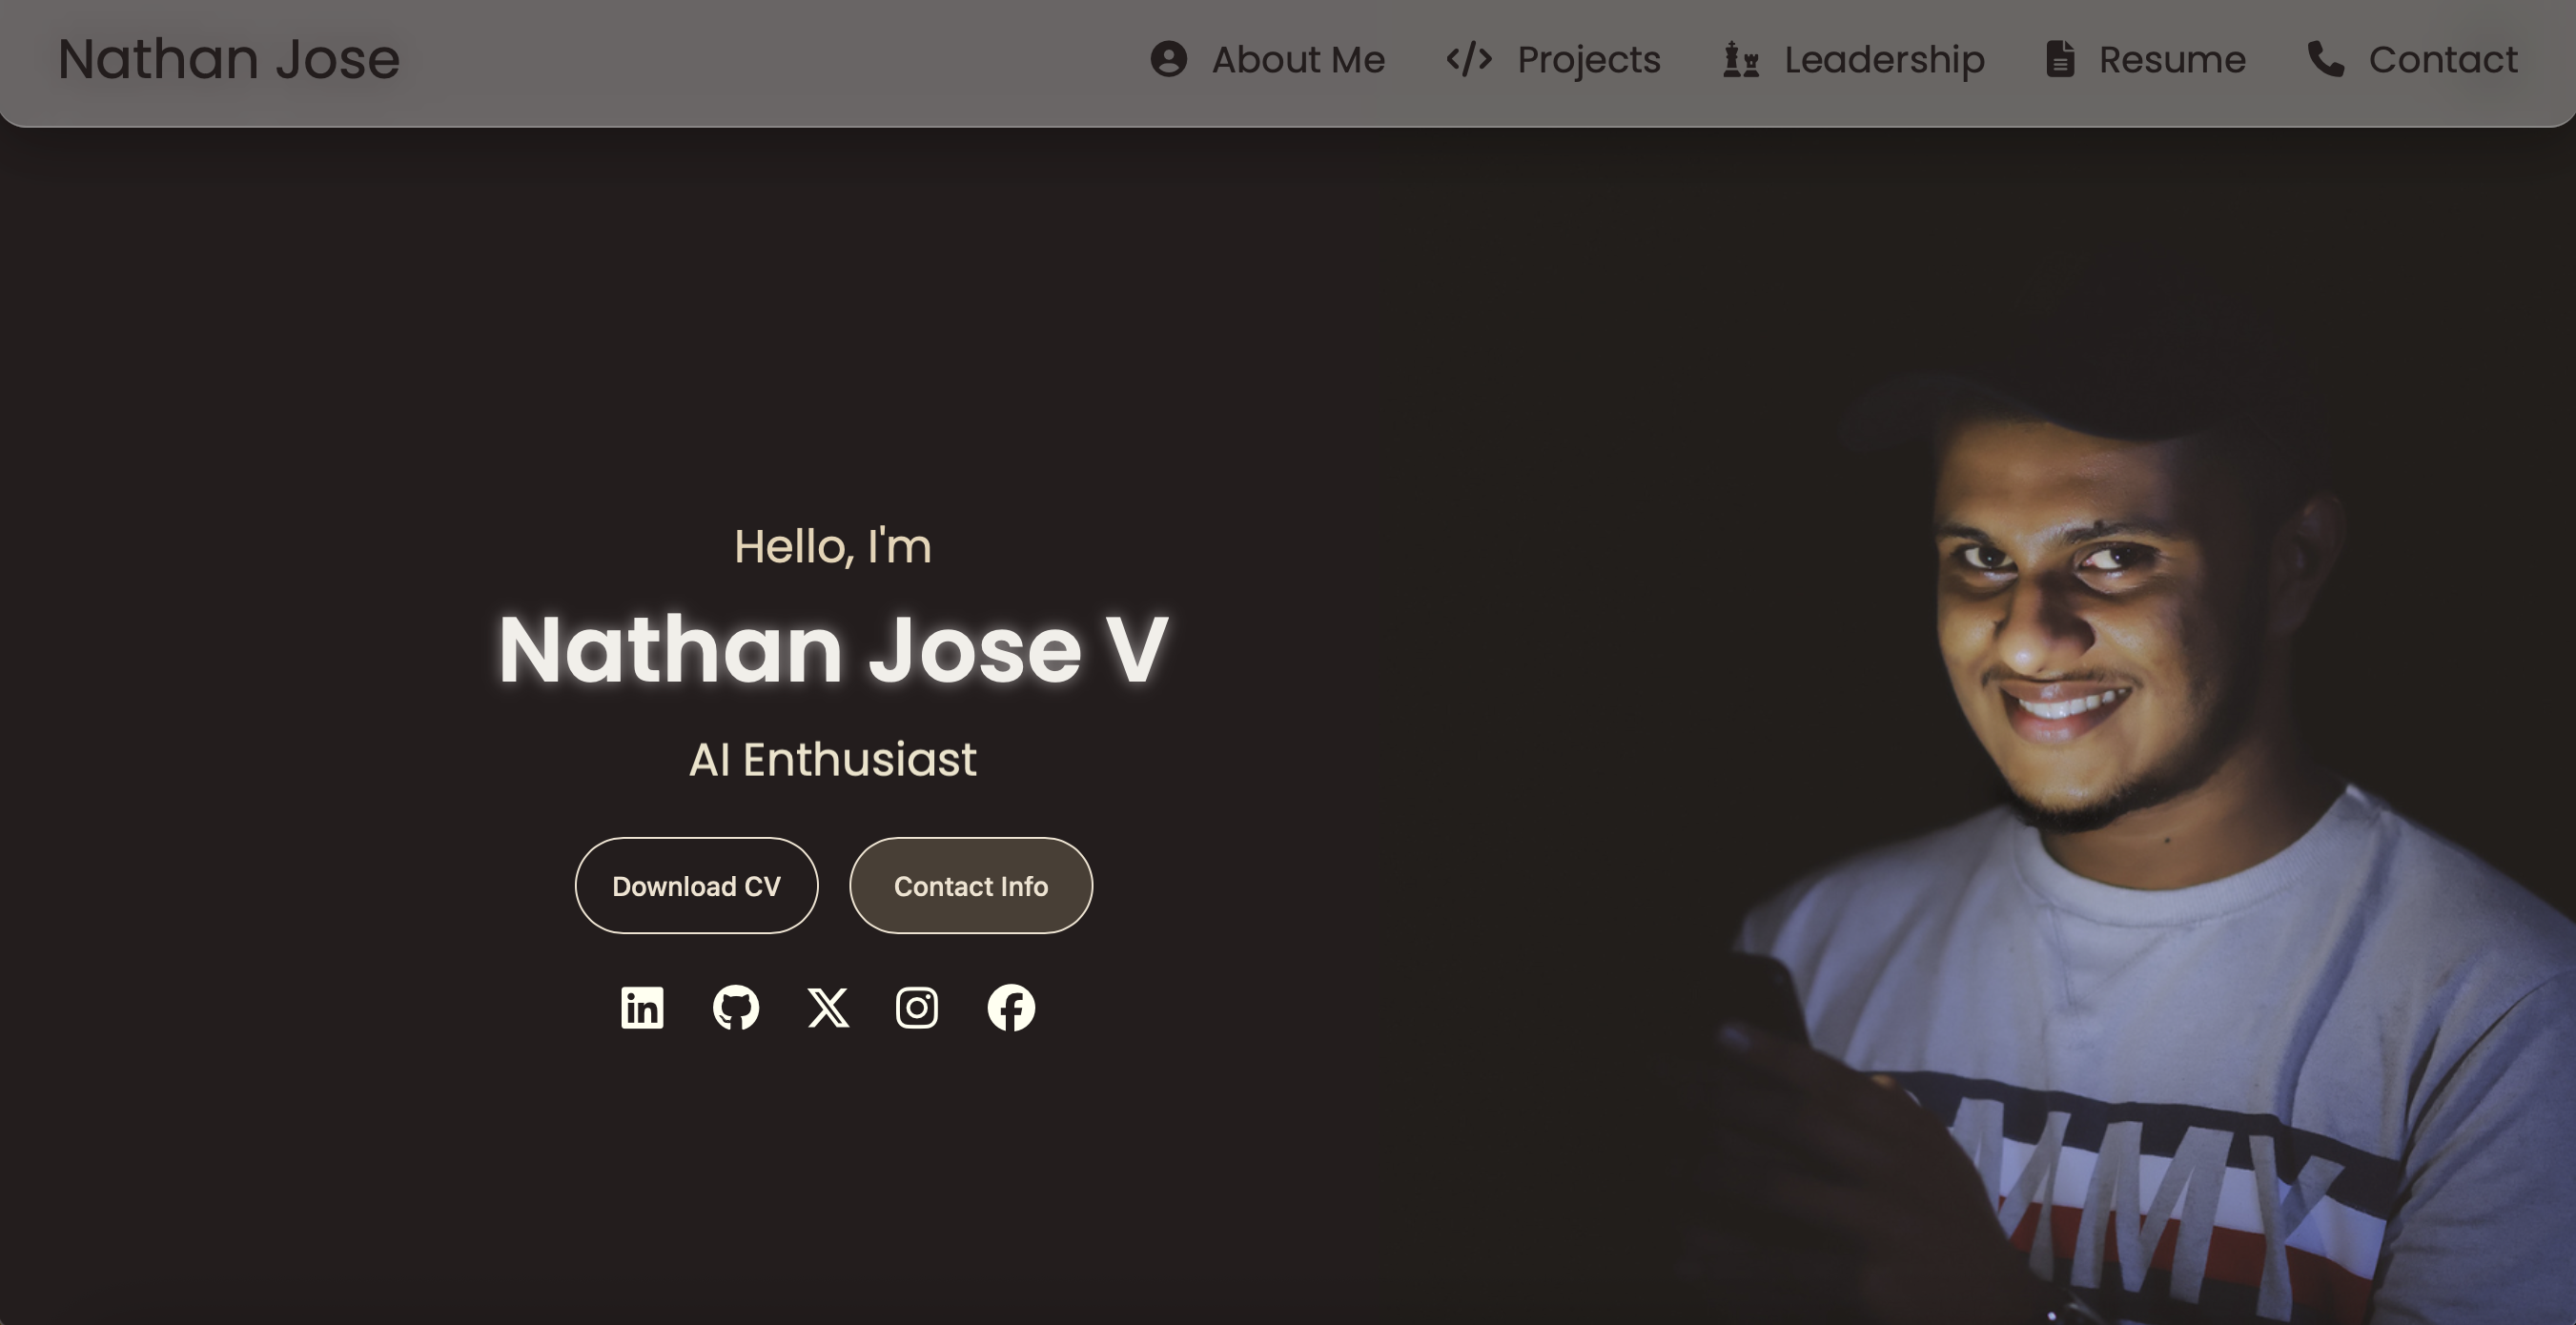 Nathan Jose
About Me
Projects
Leadership
Resume
Contact
Hello, I'm
Nathan Jose V
AI Enthusiast
Download CV
Contact Info
MMY